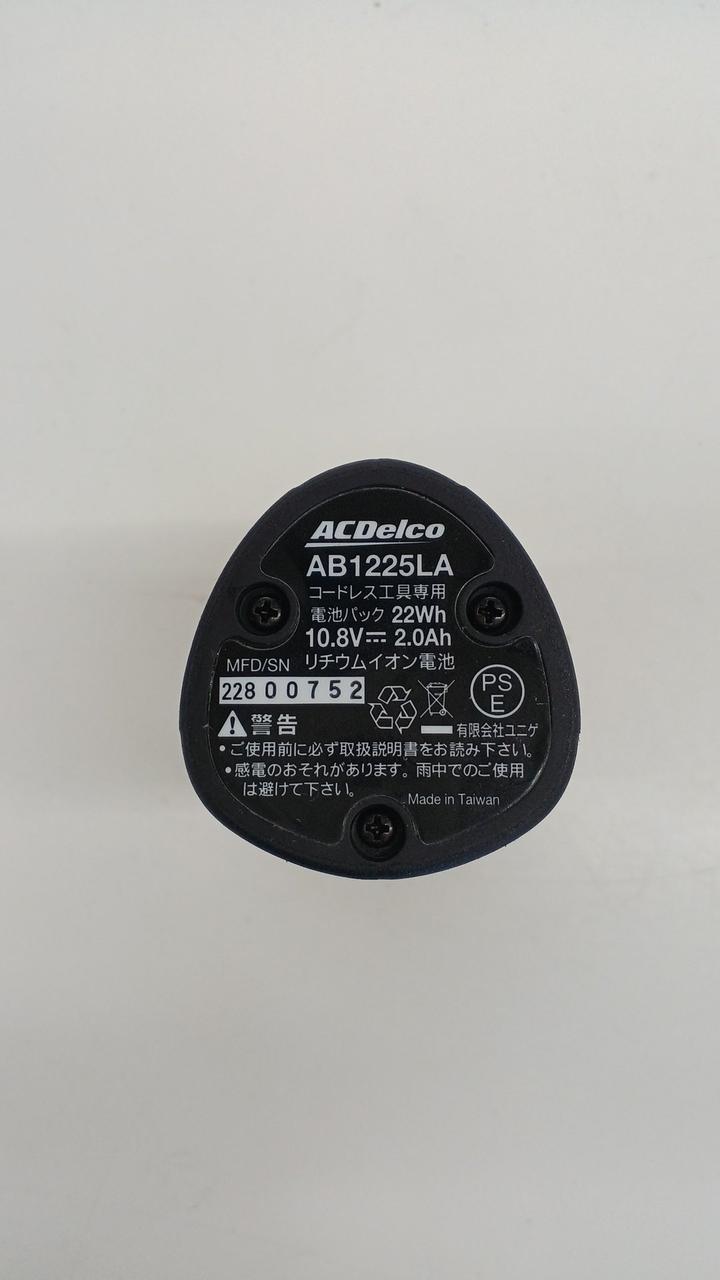 ACDelco
AB1225LA
コードレス工具専用
電池パック 22Wh
10.8V⎓ 2.0Ah
MFD/SN リチウムイオン電池
22800752
PS
E
有限会社ユニゲ
警告
・ご使用前に必ず取扱説明書をお読み下さい。
・感電のおそれがあります。雨中でのご使用
は避けて下さい。
Made in Taiwan